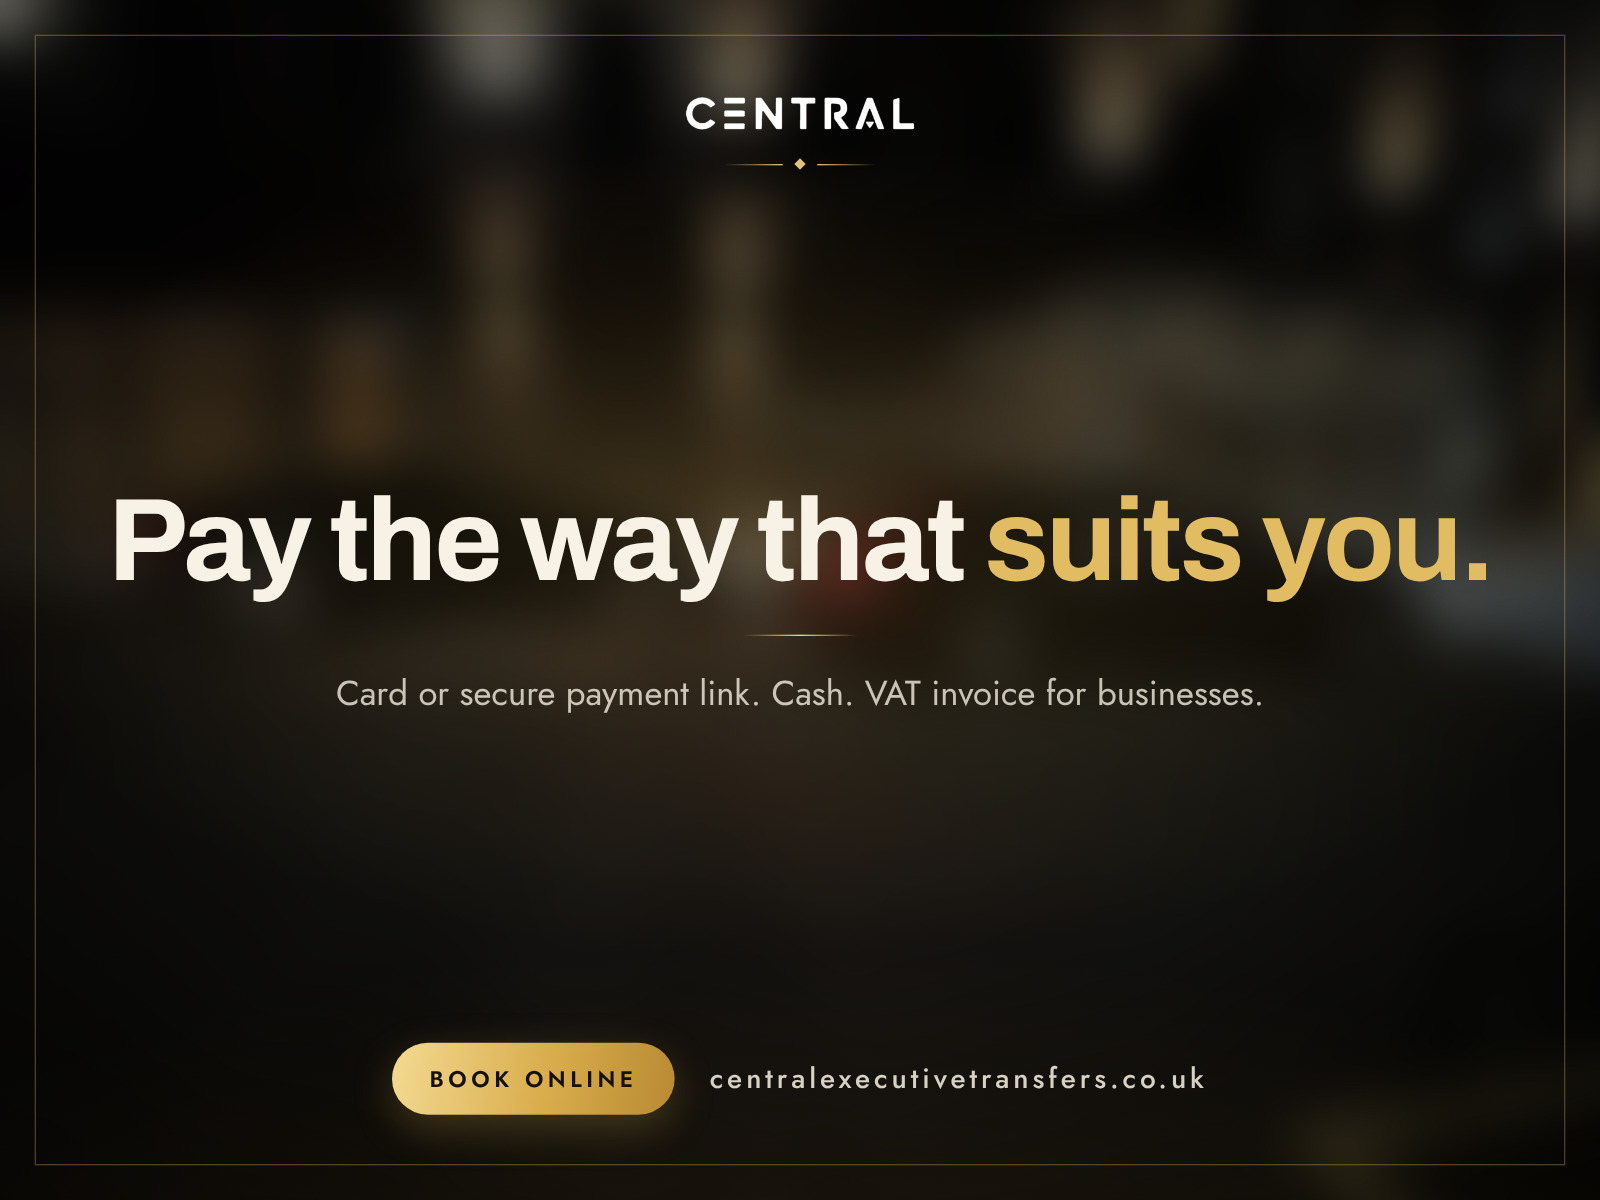 CENTRAL
Pay the way that suits you.
Card or secure payment link. Cash. VAT invoice for businesses.
BOOK ONLINE
centralexecutivetransfers.co.uk